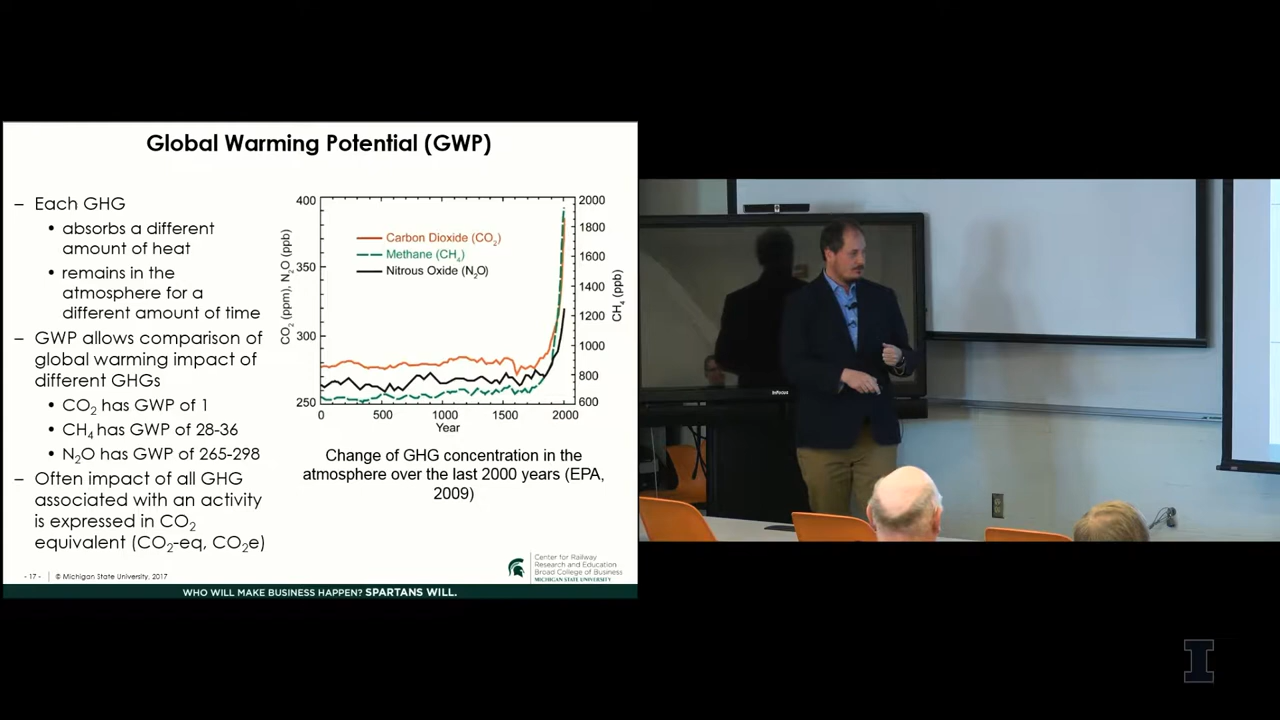 Global Warming Potential (GWP)
– Each GHG
• absorbs a different
amount of heat
• remains in the
atmosphere for a
different amount of time
– GWP allows comparison of
global warming impact of
different GHGs
• CO2 has GWP of 1
• CH4 has GWP of 28-36
• N2O has GWP of 265-298
– Often impact of all GHG
associated with an activity
is expressed in CO2
equivalent (CO2-eq, CO2e)
400
350
300
250
CO2 (ppm), N2O (ppb)
Carbon Dioxide (CO2)
Methane (CH4)
Nitrous Oxide (N2O)
2000
1800
1600
1400
1200
1000
800
600
CH4 (ppb)
0 500 1000 1500 2000
Year
Change of GHG concentration in the
atmosphere over the last 2000 years (EPA,
2009)
- 17 - © Michigan State University, 2017
Center for Railway
Research and Education
Broad College of Business
MICHIGAN STATE UNIVERSITY
WHO WILL MAKE BUSINESS HAPPEN? SPARTANS WILL.
InFocus
I